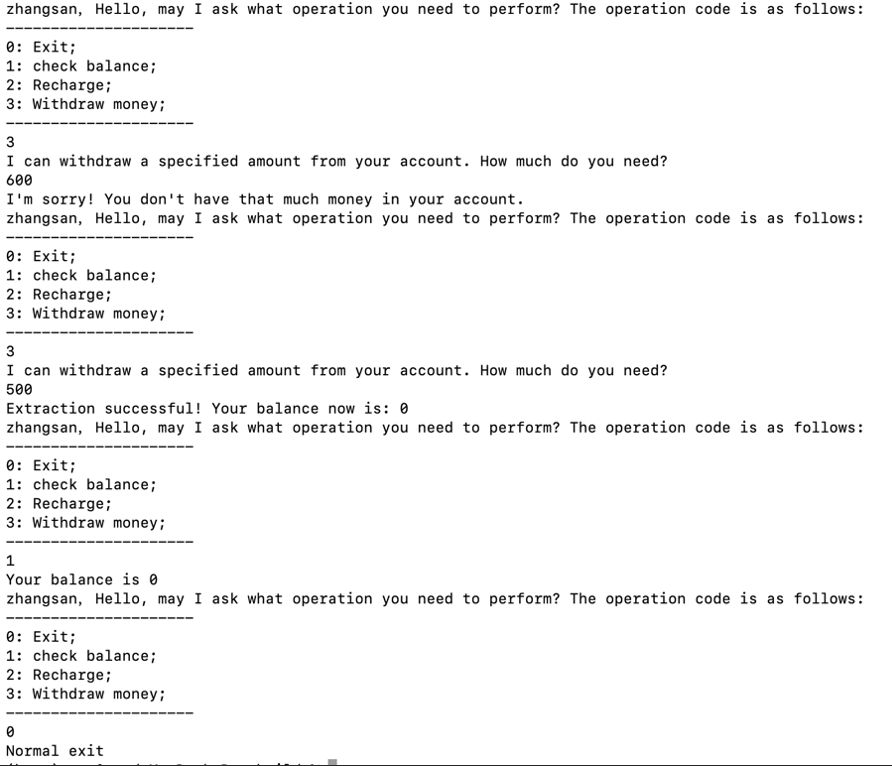 zhangsan, Hello, may I ask what operation you need to perform? The operation code is as follows:
---------------------
0: Exit;
1: check balance;
2: Recharge;
3: Withdraw money;
---------------------
3
I can withdraw a specified amount from your account. How much do you need?
600
I'm sorry! You don't have that much money in your account.
zhangsan, Hello, may I ask what operation you need to perform? The operation code is as follows:
---------------------
0: Exit;
1: check balance;
2: Recharge;
3: Withdraw money;
---------------------
3
I can withdraw a specified amount from your account. How much do you need?
500
Extraction successful! Your balance now is: 0
zhangsan, Hello, may I ask what operation you need to perform? The operation code is as follows:
---------------------
0: Exit;
1: check balance;
2: Recharge;
3: Withdraw money;
---------------------
1
Your balance is 0
zhangsan, Hello, may I ask what operation you need to perform? The operation code is as follows:
---------------------
0: Exit;
1: check balance;
2: Recharge;
3: Withdraw money;
---------------------
0
Normal exit